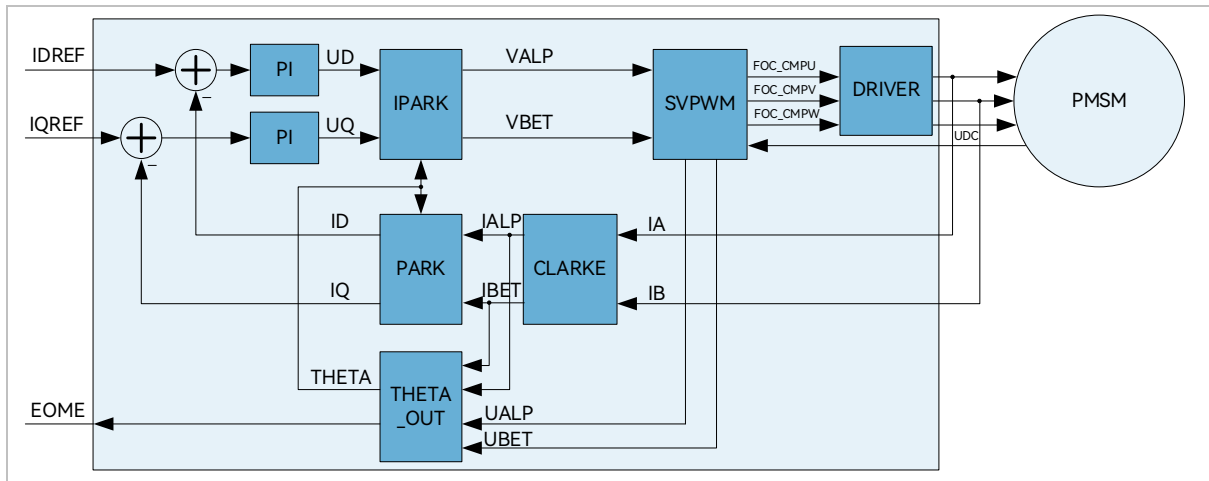 IDREF
PI
UD
IPARK
VALP
SVPWM
FOC_CMPU
FOC_CMPV
FOC_CMPW
DRIVER
PMSM
IQREF
PI
UQ
VBET
UDC
–
–
ID
PARK
IALP
CLARKE
IA
IQ
IBET
IB
THETA
THETA
_OUT
EOME
UALP
UBET